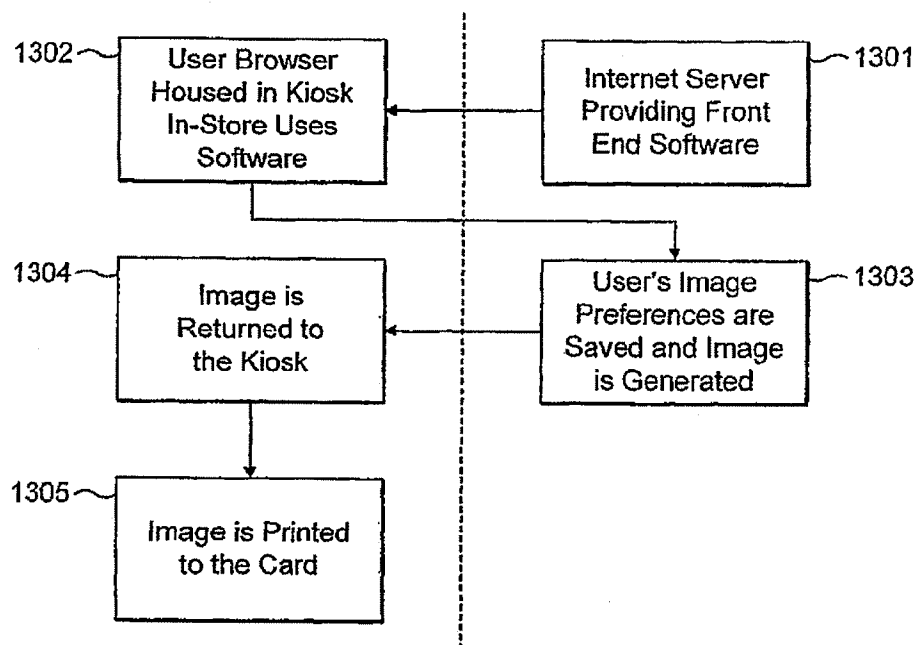 1302
User Browser
Housed in Kiosk
In-Store Uses
Software
1301
Internet Server
Providing Front
End Software
1304
Image is
Returned to
the Kiosk
1303
User's Image
Preferences are
Saved and Image
is Generated
1305
Image is Printed
to the Card